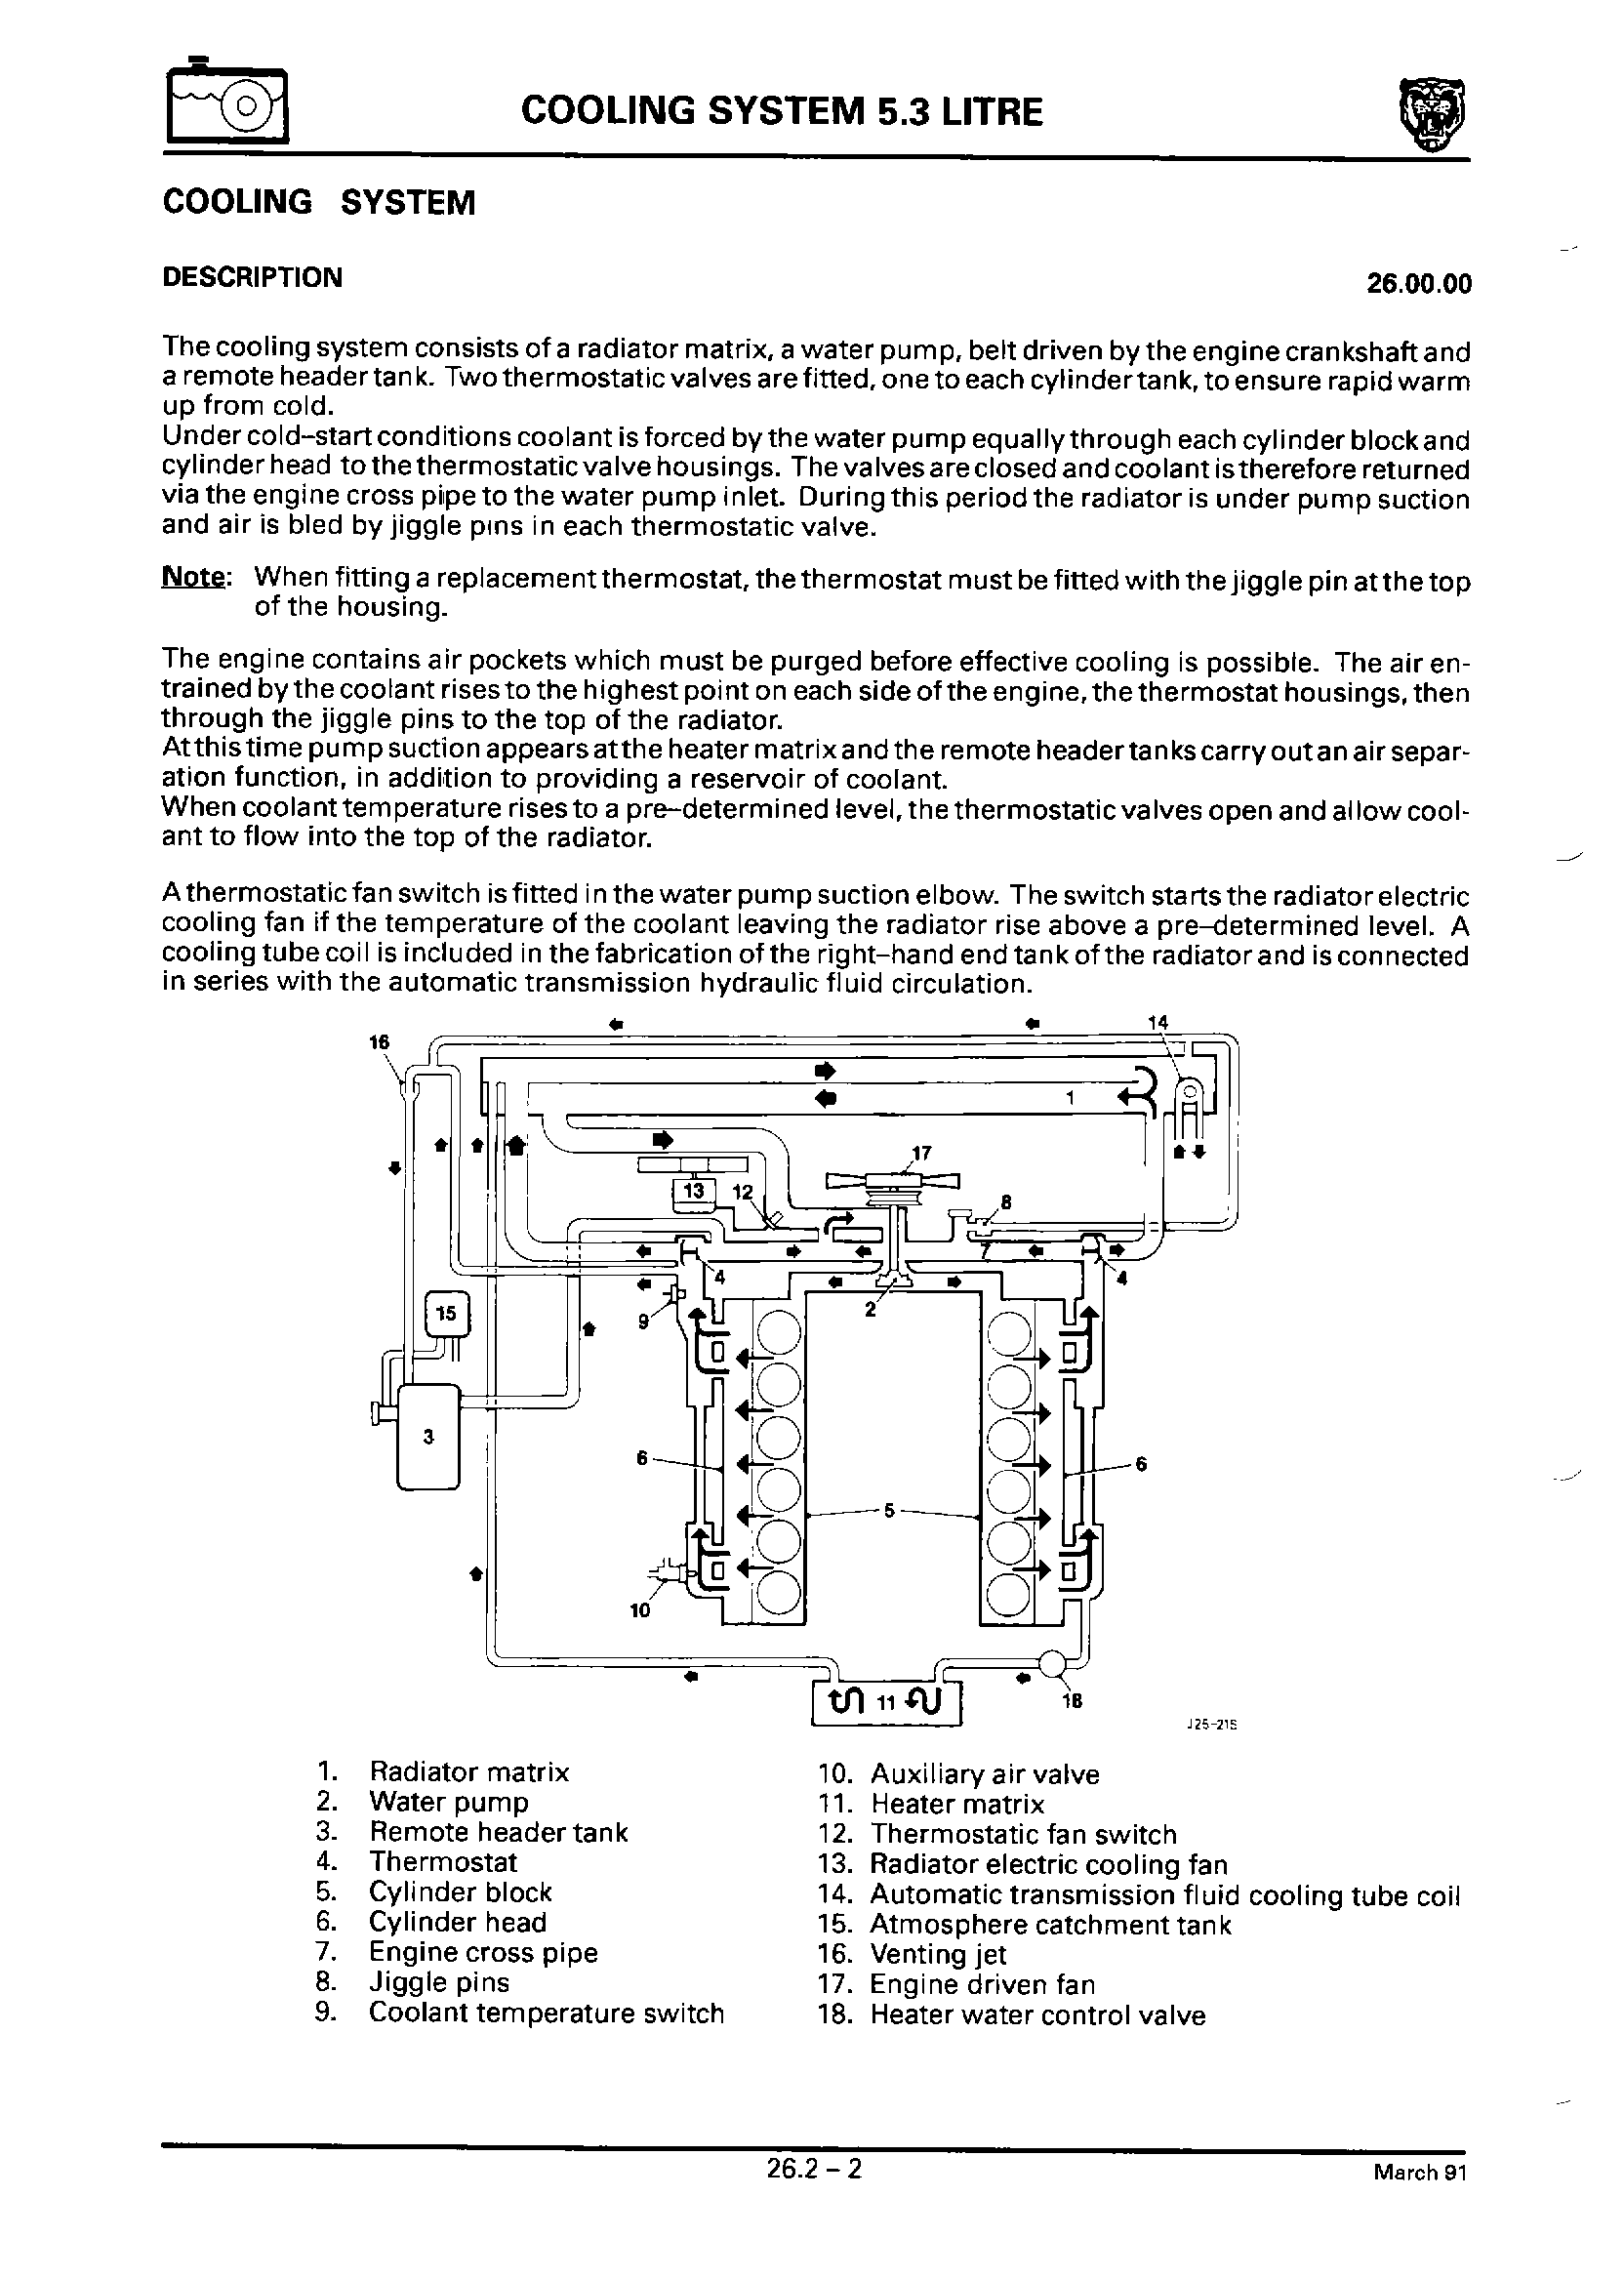 COOLING SYSTEM 5.3 LITRE
COOLING SYSTEM
DESCRIPTION
26.00.00
The cooling system consists of a radiator matrix, a water pump, belt driven by the engine crankshaft and
a remote header tank. Two thermostatic valves are fitted, one to each cylinder tank, to ensure rapid warm
up from cold.
Under cold–start conditions coolant is forced by the water pump equally through each cylinder block and
cylinder head to the thermostatic valve housings. The valves are closed and coolant is therefore returned
via the engine cross pipe to the water pump inlet. During this period the radiator is under pump suction
and air is bled by jiggle pins in each thermostatic valve.
Note: When fitting a replacement thermostat, the thermostat must be fitted with the jiggle pin at the top
of the housing.
The engine contains air pockets which must be purged before effective cooling is possible. The air en-
trained by the coolant rises to the highest point on each side of the engine, the thermostat housings, then
through the jiggle pins to the top of the radiator.
At this time pump suction appears at the heater matrix and the remote header tanks carry out an air separ-
ation function, in addition to providing a reservoir of coolant.
When coolant temperature rises to a pre–determined level, the thermostatic valves open and allow cool-
ant to flow into the top of the radiator.
A thermostatic fan switch is fitted in the water pump suction elbow. The switch starts the radiator electric
cooling fan if the temperature of the coolant leaving the radiator rise above a pre–determined level. A
cooling tube coil is included in the fabrication of the right–hand end tank of the radiator and is connected
in series with the automatic transmission hydraulic fluid circulation.
16
14
1
17
13
12
8
7
4
4
2
9
15
3
6
6
5
10
11
18
J25-21S
1. Radiator matrix
2. Water pump
3. Remote header tank
4. Thermostat
5. Cylinder block
6. Cylinder head
7. Engine cross pipe
8. Jiggle pins
9. Coolant temperature switch
10. Auxiliary air valve
11. Heater matrix
12. Thermostatic fan switch
13. Radiator electric cooling fan
14. Automatic transmission fluid cooling tube coil
15. Atmosphere catchment tank
16. Venting jet
17. Engine driven fan
18. Heater water control valve
26.2 – 2
March 91